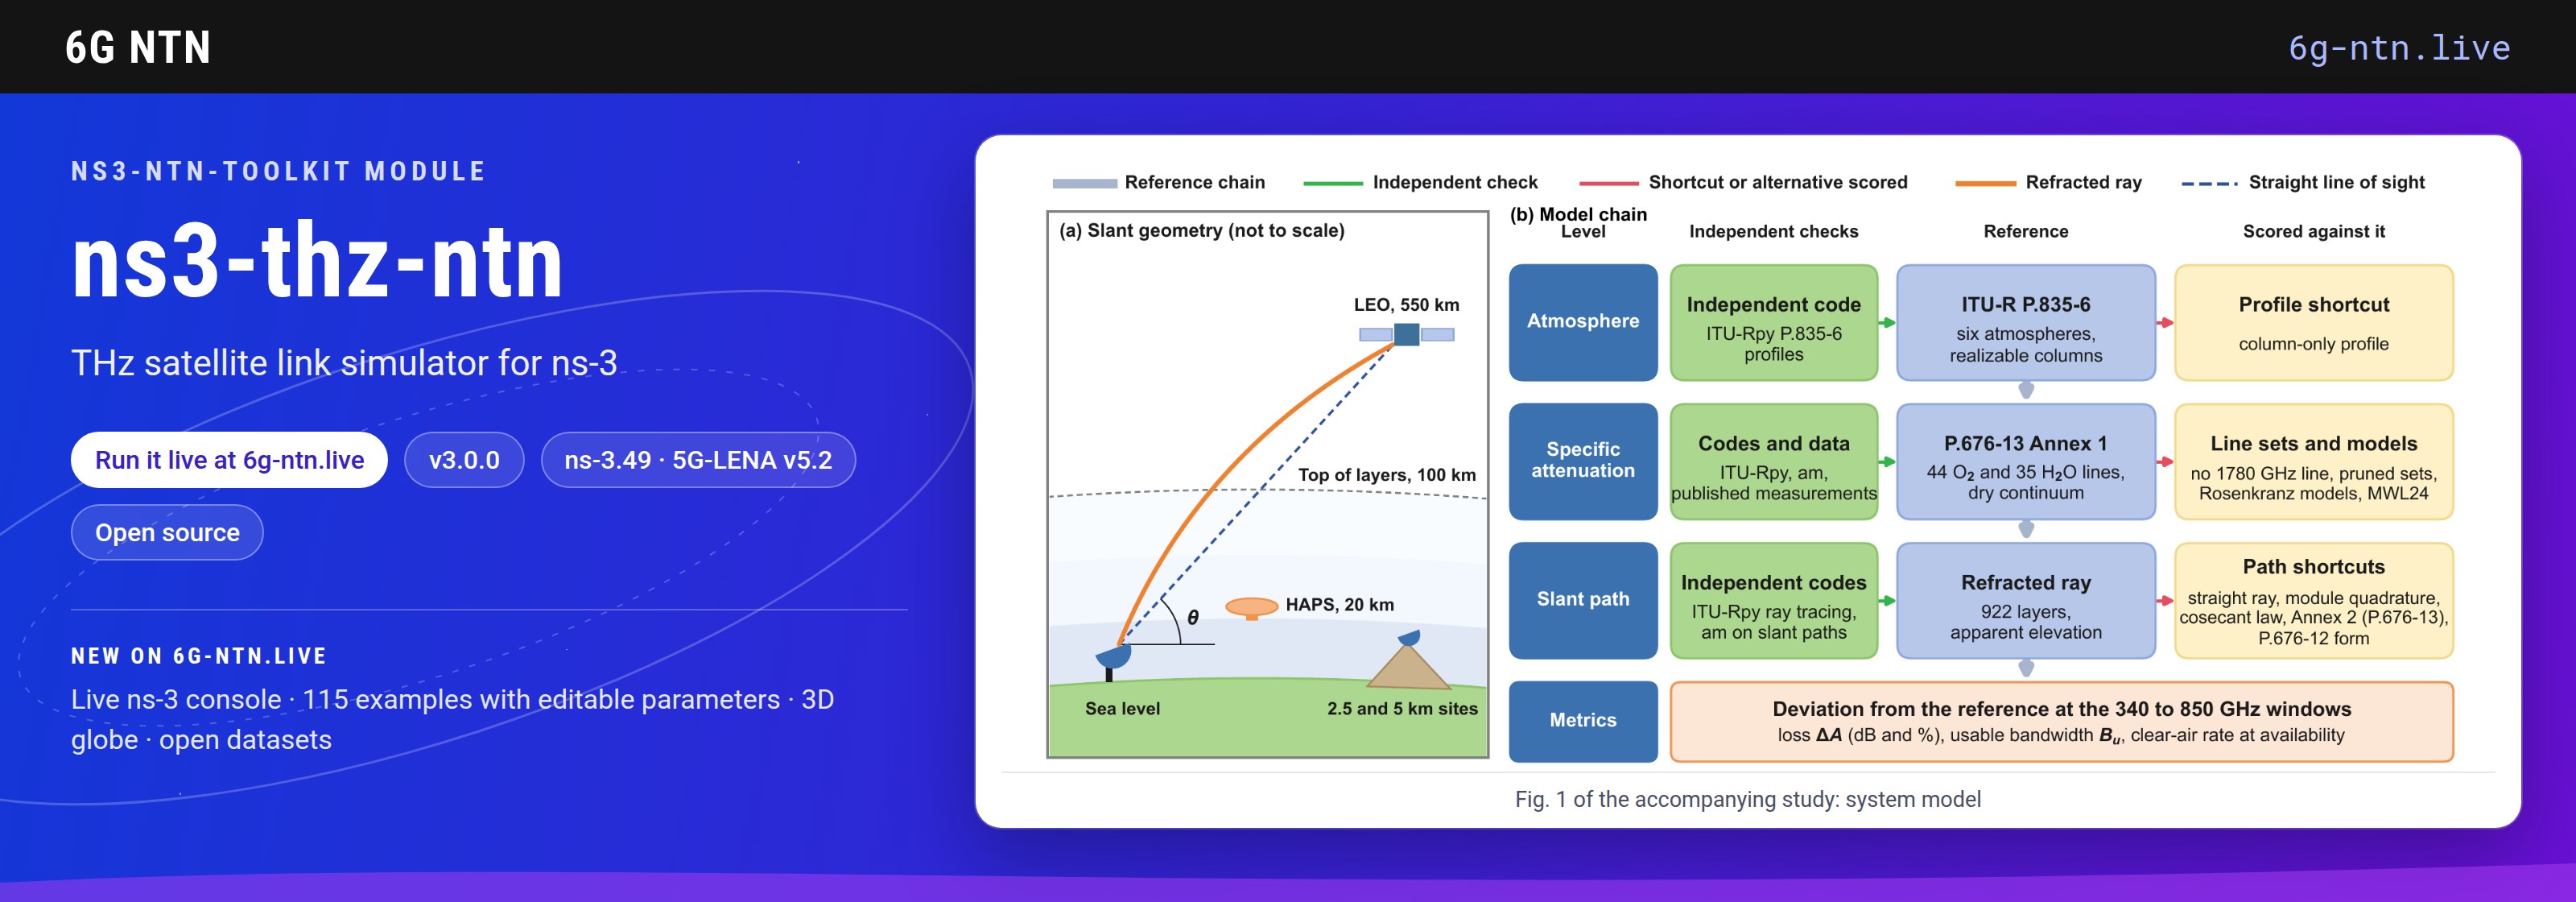 6G NTN
6g-ntn.live
NS3-NTN-TOOLKIT MODULE
ns3-thz-ntn
THz satellite link simulator for ns-3
Run it live at 6g-ntn.live
v3.0.0
ns-3.49 · 5G-LENA v5.2
Open source
NEW ON 6G-NTN.LIVE
Live ns-3 console · 115 examples with editable parameters · 3D
globe · open datasets
Reference chain
Independent check
Shortcut or alternative scored
Refracted ray
Straight line of sight
(a) Slant geometry (not to scale)
LEO, 550 km
Top of layers, 100 km
HAPS, 20 km
θ
Sea level
2.5 and 5 km sites
(b) Model chain
Level
Independent checks
Reference
Scored against it
Atmosphere
Independent code
ITU-Rpy P.835-6
profiles
ITU-R P.835-6
six atmospheres,
realizable columns
Profile shortcut
column-only profile
Specific
attenuation
Codes and data
ITU-Rpy, am,
published measurements
P.676-13 Annex 1
44 O₂ and 35 H₂O lines,
dry continuum
Line sets and models
no 1780 GHz line, pruned sets,
Rosenkranz models, MWL24
Slant path
Independent codes
ITU-Rpy ray tracing,
am on slant paths
Refracted ray
922 layers,
apparent elevation
Path shortcuts
straight ray, module quadrature,
cosecant law, Annex 2 (P.676-13),
P.676-12 form
Metrics
Deviation from the reference at the 340 to 850 GHz windows
loss ΔA (dB and %), usable bandwidth Bᵤ, clear-air rate at availability
Fig. 1 of the accompanying study: system model